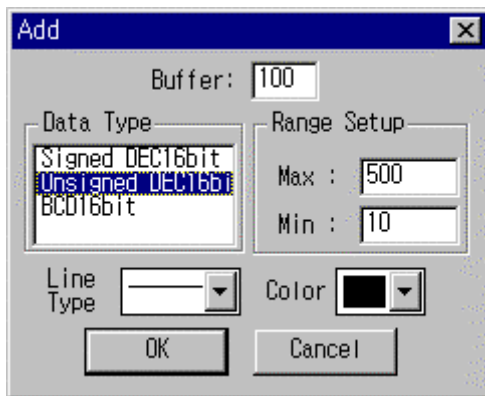 Add
Buffer: 100
Data Type
Signed DEC16bit
Unsigned DEC16bi
BCD16bit
Range Setup
Max : 500
Min : 10
Line Type
Color
OK
Cancel